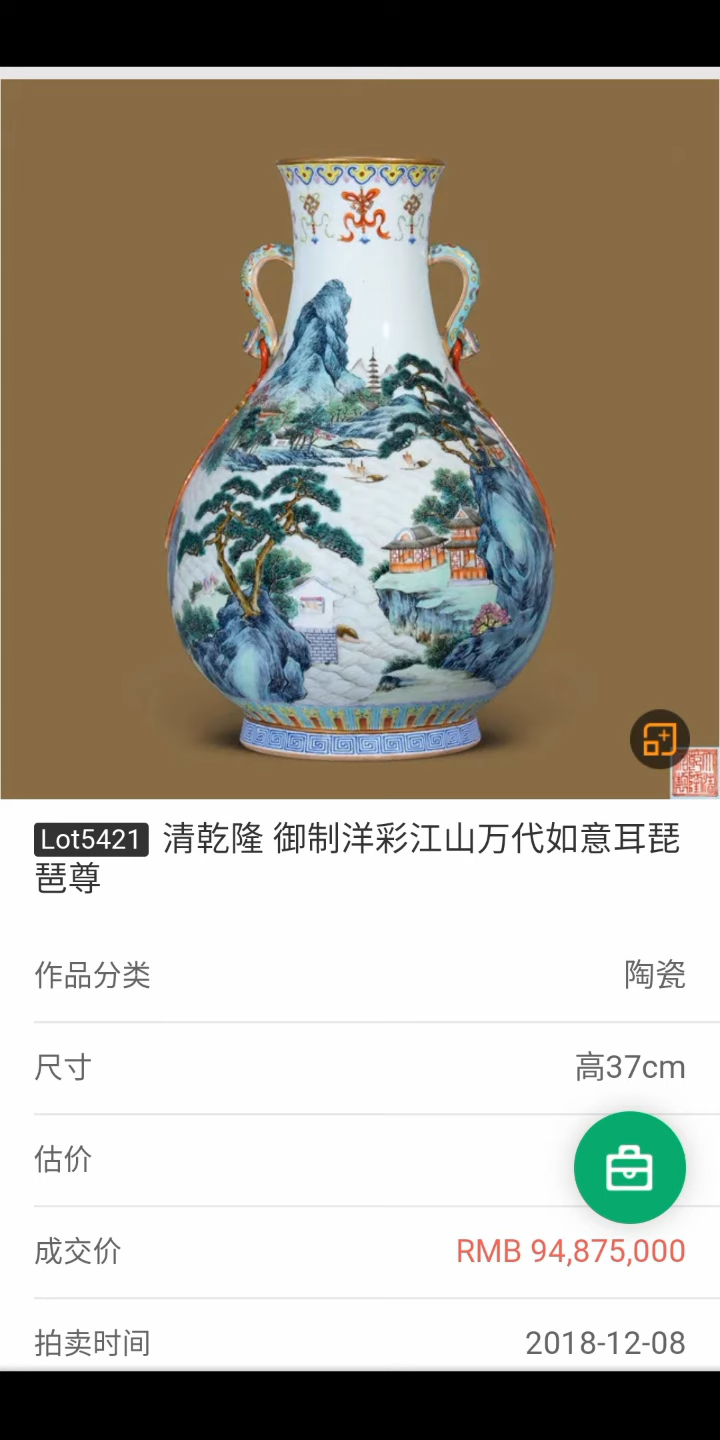 Lot5421 清乾隆 御制洋彩江山万代如意耳琵
琶尊
作品分类 陶瓷
尺寸 高37cm
估价
成交价 RMB 94,875,000
拍卖时间 2018-12-08